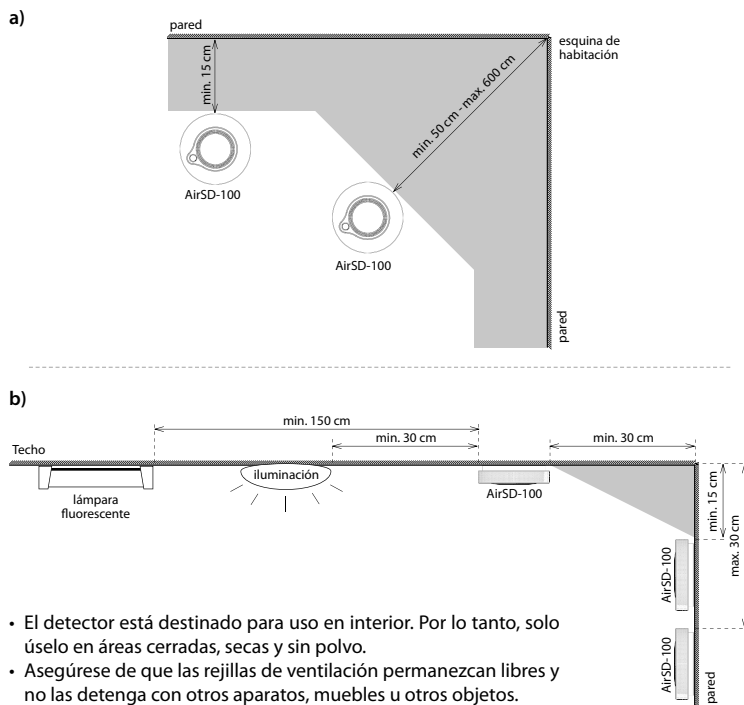 a)
pared
esquina de
habitación
min. 15 cm
min. 50 cm - max. 600 cm
AirSD-100
AirSD-100
pared
b)
min. 150 cm
min. 30 cm
min. 30 cm
Techo
iluminación
lámpara
fluorescente
AirSD-100
min. 15 cm
max. 30 cm
AirSD-100
AirSD-100
pared
• El detector está destinado para uso en interior. Por lo tanto, solo
úselo en áreas cerradas, secas y sin polvo.
• Asegúrese de que las rejillas de ventilación permanezcan libres y
no las detenga con otros aparatos, muebles u otros objetos.